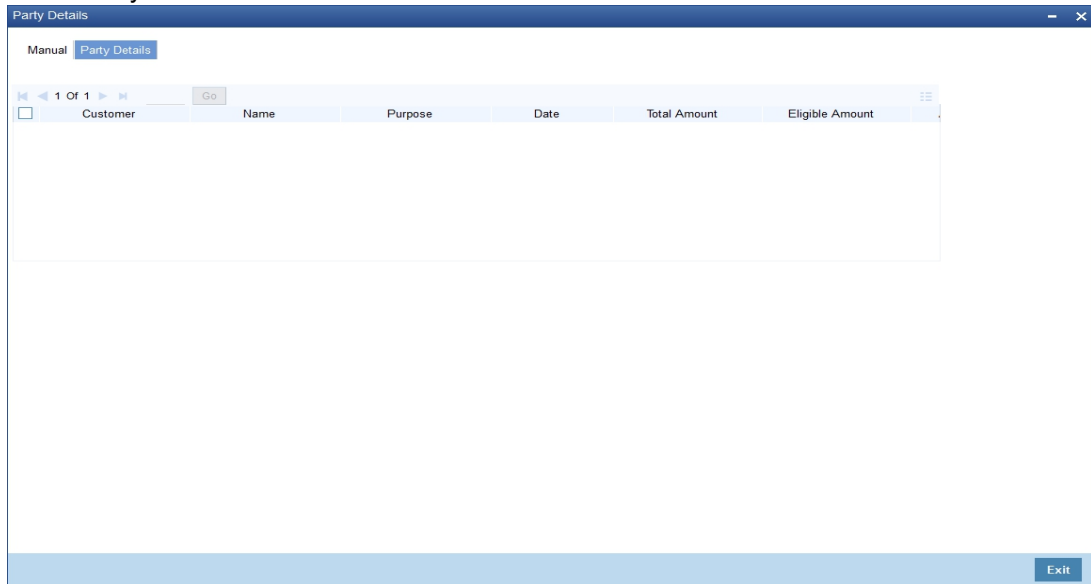 Party Details
Manual Party Details
1 Of 1 Go
Customer Name Purpose Date Total Amount Eligible Amount
Exit